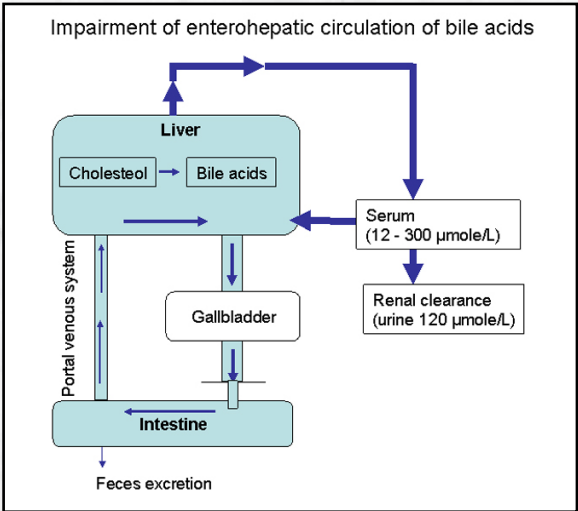 Impairment of enterohepatic circulation of bile acids
Liver
Cholesteol
Bile acids
Serum
(12 - 300 µmole/L)
Renal clearance
(urine 120 µmole/L)
Portal venous system
Gallbladder
Intestine
Feces excretion